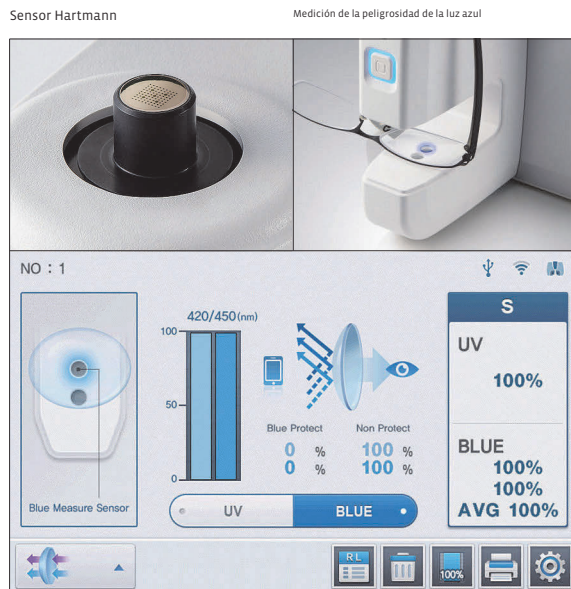 Sensor Hartmann
Medición de la peligrosidad de la luz azul
NO : 1
420/450(nm)
100
50
0
Blue Measure Sensor
Blue Protect
Non Protect
0 %
100 %
0 %
100 %
UV
BLUE
S
UV
100%
BLUE
100%
100%
AVG 100%
RL
100%